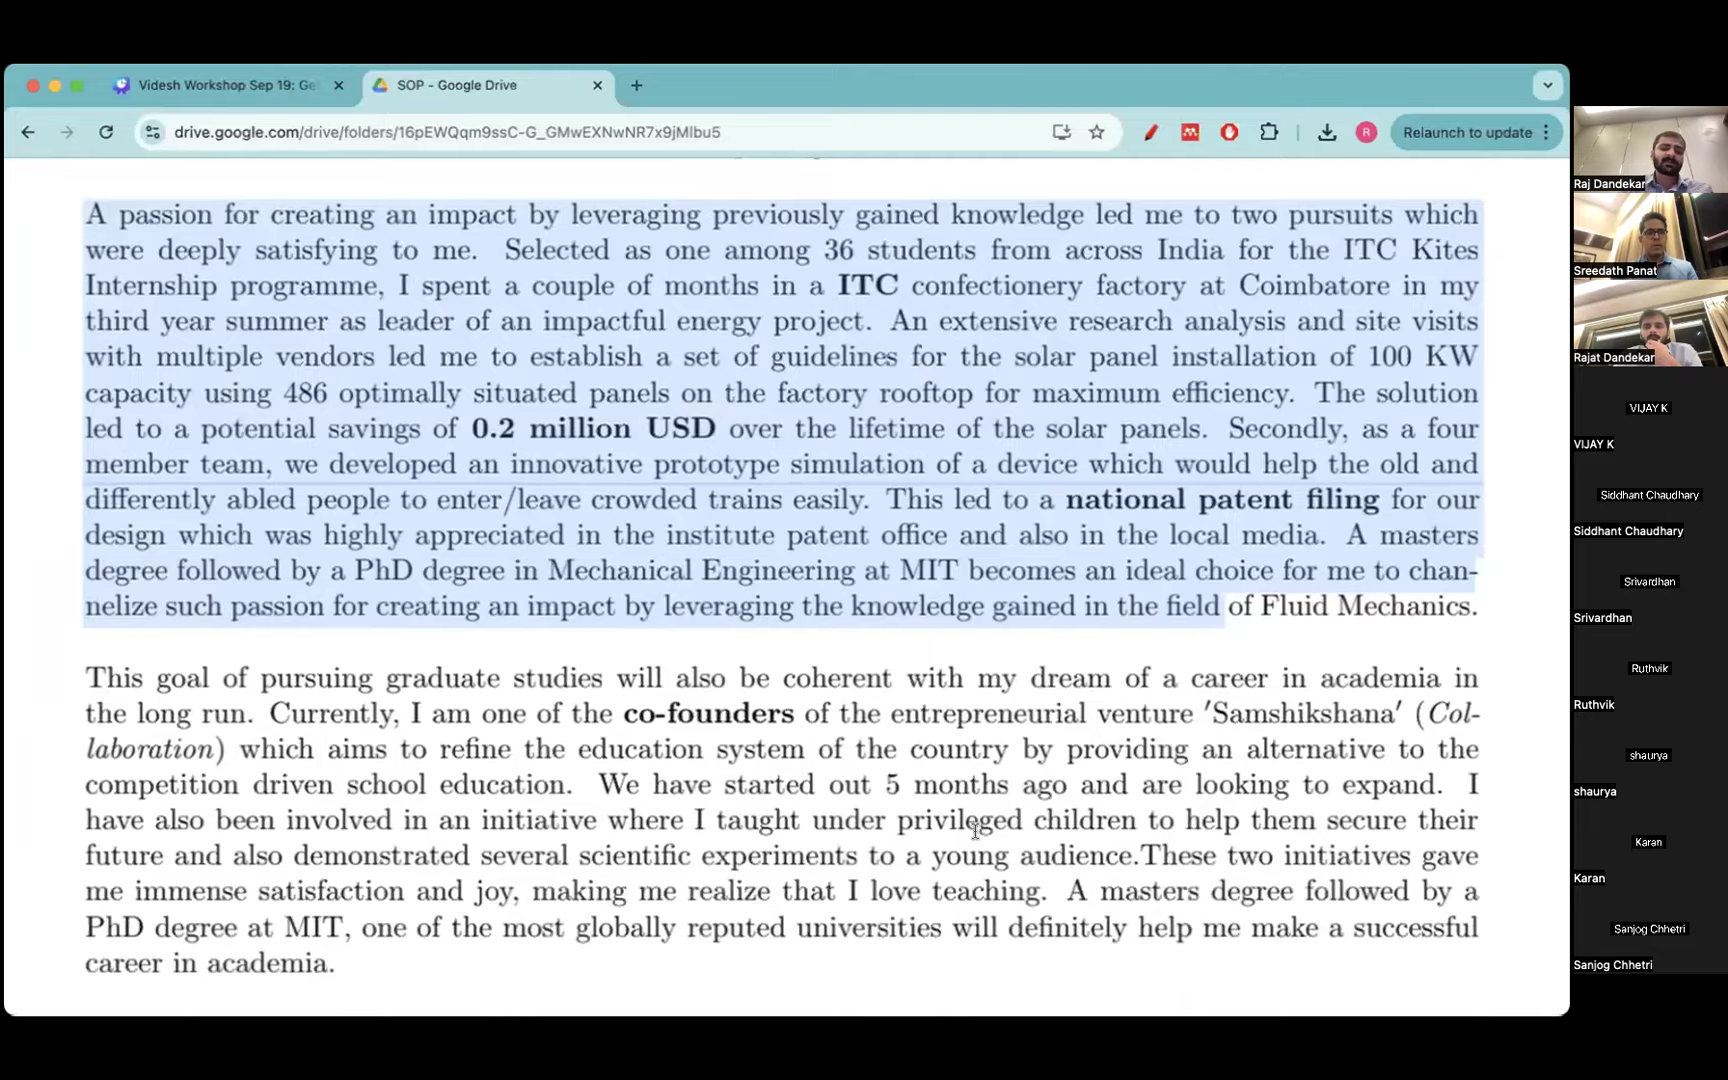 Videsh Workshop Sep 19: Ge
SOP - Google Drive
drive.google.com/drive/folders/16pEWQqm9ssC-G_GMwEXNwNR7x9jMlbu5
R
Relaunch to update
A passion for creating an impact by leveraging previously gained knowledge led me to two pursuits which
were deeply satisfying to me. Selected as one among 36 students from across India for the ITC Kites
Internship programme, I spent a couple of months in a ITC confectionery factory at Coimbatore in my
third year summer as leader of an impactful energy project. An extensive research analysis and site visits
with multiple vendors led me to establish a set of guidelines for the solar panel installation of 100 KW
capacity using 486 optimally situated panels on the factory rooftop for maximum efficiency. The solution
led to a potential savings of 0.2 million USD over the lifetime of the solar panels. Secondly, as a four
member team, we developed an innovative prototype simulation of a device which would help the old and
differently abled people to enter/leave crowded trains easily. This led to a national patent filing for our
design which was highly appreciated in the institute patent office and also in the local media. A masters
degree followed by a PhD degree in Mechanical Engineering at MIT becomes an ideal choice for me to chan-
nelize such passion for creating an impact by leveraging the knowledge gained in the field of Fluid Mechanics.
This goal of pursuing graduate studies will also be coherent with my dream of a career in academia in
the long run. Currently, I am one of the co-founders of the entrepreneurial venture 'Samshikshana' (Col-
laboration) which aims to refine the education system of the country by providing an alternative to the
competition driven school education. We have started out 5 months ago and are looking to expand. I
have also been involved in an initiative where I taught under privileged children to help them secure their
future and also demonstrated several scientific experiments to a young audience.These two initiatives gave
me immense satisfaction and joy, making me realize that I love teaching. A masters degree followed by a
PhD degree at MIT, one of the most globally reputed universities will definitely help me make a successful
career in academia.
Raj Dandekar
Sreedath Panat
Rajat Dandekar
VIJAY K
VIJAY K
Siddhant Chaudhary
Siddhant Chaudhary
Srivardhan
Srivardhan
Ruthvik
Ruthvik
shaurya
shaurya
Karan
Karan
Sanjog Chhetri
Sanjog Chhetri